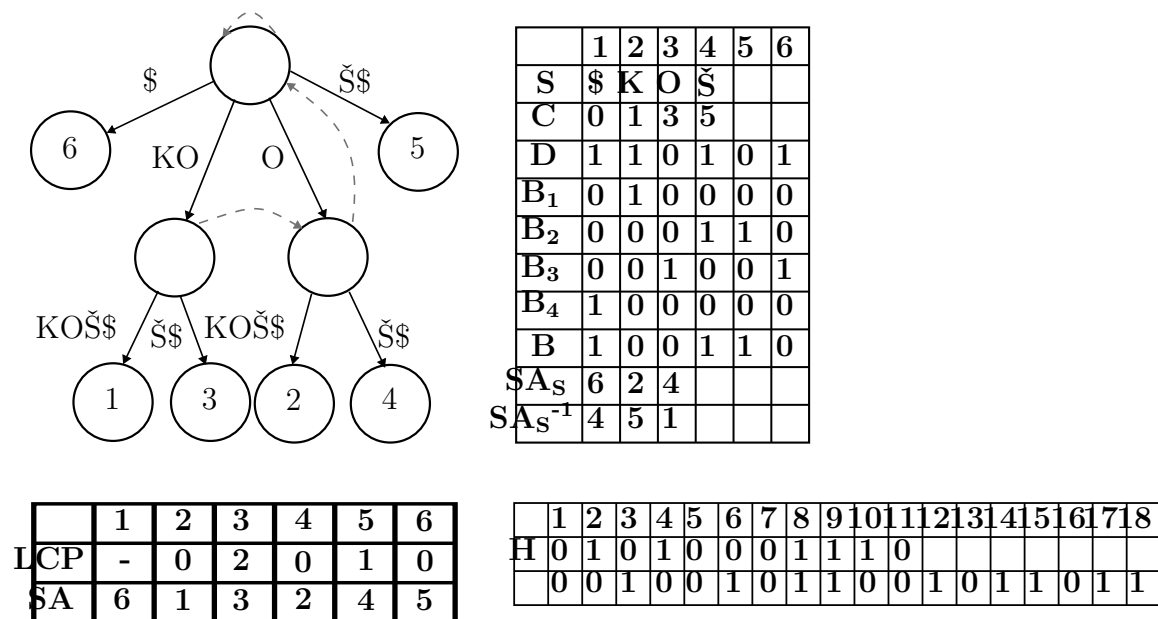 $ Š$
6 KO O 5
KOŠ$ Š$ KOŠ$ Š$
1 3 2 4
1 2 3 4 5 6
S $ K O Š
C 0 1 3 5
D 1 1 0 1 0 1
B₁ 0 1 0 0 0 0
B₂ 0 0 0 1 1 0
B₃ 0 0 1 0 0 1
B₄ 1 0 0 0 0 0
B 1 0 0 1 1 0
SA_S 6 2 4
SA_S⁻¹ 4 5 1
1 2 3 4 5 6
LCP - 0 2 0 1 0
SA 6 1 3 2 4 5
1 2 3 4 5 6 7 8 9 10 11 12 13 14 15 16 17 18
H 0 1 0 1 0 0 0 1 1 1 0
0 0 1 0 0 1 0 1 1 0 0 1 0 1 1 0 1 1